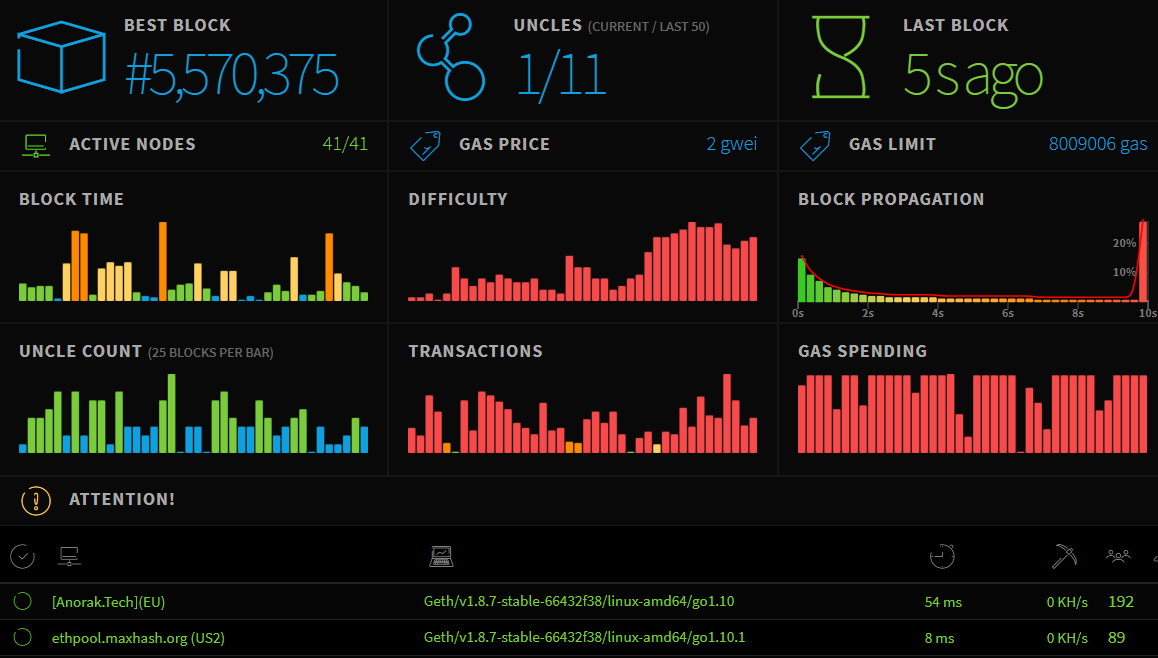 BEST BLOCK
#5,570,375
UNCLES (CURRENT / LAST 50)
1/11
LAST BLOCK
5 s ago
ACTIVE NODES 41/41
GAS PRICE 2 gwei
GAS LIMIT 8009006 gas
BLOCK TIME
DIFFICULTY
BLOCK PROPAGATION
20%
10%
0s 2s 4s 6s 8s 10s
UNCLE COUNT (25 BLOCKS PER BAR)
TRANSACTIONS
GAS SPENDING
ATTENTION!
[Anorak.Tech](EU) Geth/v1.8.7-stable-66432f38/linux-amd64/go1.10 54 ms 0 KH/s 192
ethpool.maxhash.org (US2) Geth/v1.8.7-stable-66432f38/linux-amd64/go1.10.1 8 ms 0 KH/s 89